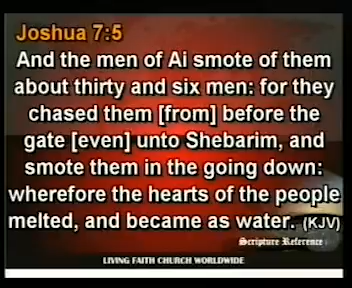 Joshua 7:5
And the men of Ai smote of them
about thirty and six men: for they
chased them [from] before the
gate [even] unto Shebarim, and
smote them in the going down:
wherefore the hearts of the people
melted, and became as water. (KJV)
Scripture Reference
LIVING FAITH CHURCH WORLDWIDE